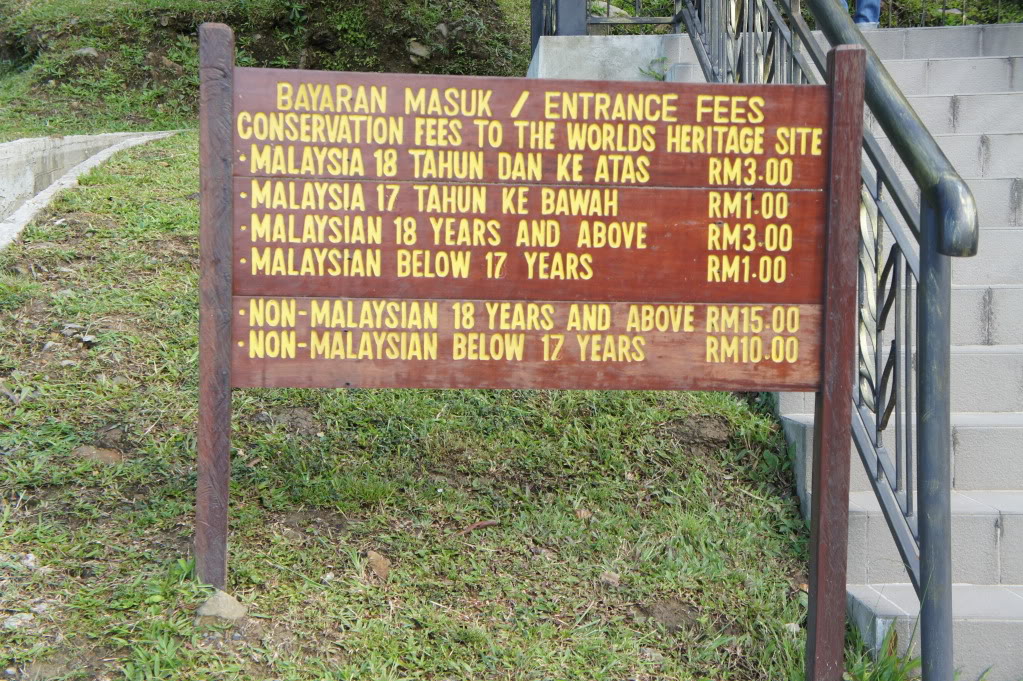 BAYARAN MASUK / ENTRANCE FEES
CONSERVATION FEES TO THE WORLDS HERITAGE SITE
· MALAYSIA 18 TAHUN DAN KE ATAS RM3.00
· MALAYSIA 17 TAHUN KE BAWAH RM1.00
· MALAYSIAN 18 YEARS AND ABOVE RM3.00
· MALAYSIAN BELOW 17 YEARS RM1.00
· NON-MALAYSIAN 18 YEARS AND ABOVE RM15.00
· NON-MALAYSIAN BELOW 17 YEARS RM10.00